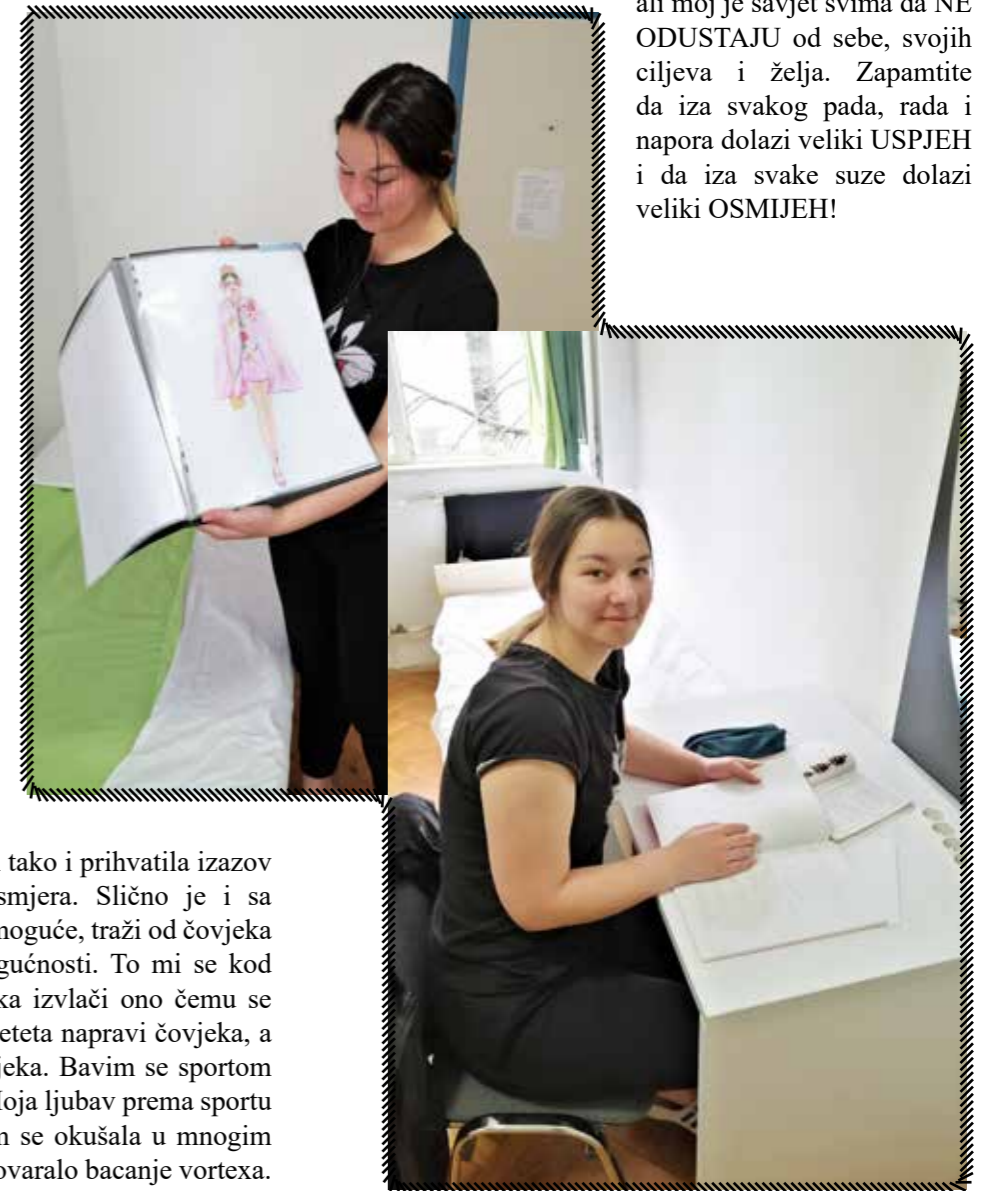 ali moj je savjet svima da NE
ODUSTAJU od sebe, svojih
ciljeva i želja. Zapamtite
da iza svakog pada, rada i
napora dolazi veliki USPJEH
i da iza svake suze dolazi
veliki OSMIJEH!
tako i prihvatila izazov
smjera. Slično je i sa
moguće, traži od čovjeka
gućnosti. To mi se kod
ka izvlači ono čemu se
eteta napravi čovjeka, a
jeka. Bavim se sportom
oja ljubav prema sportu
se okušala u mnogim
ovaralo bacanje vortexa.